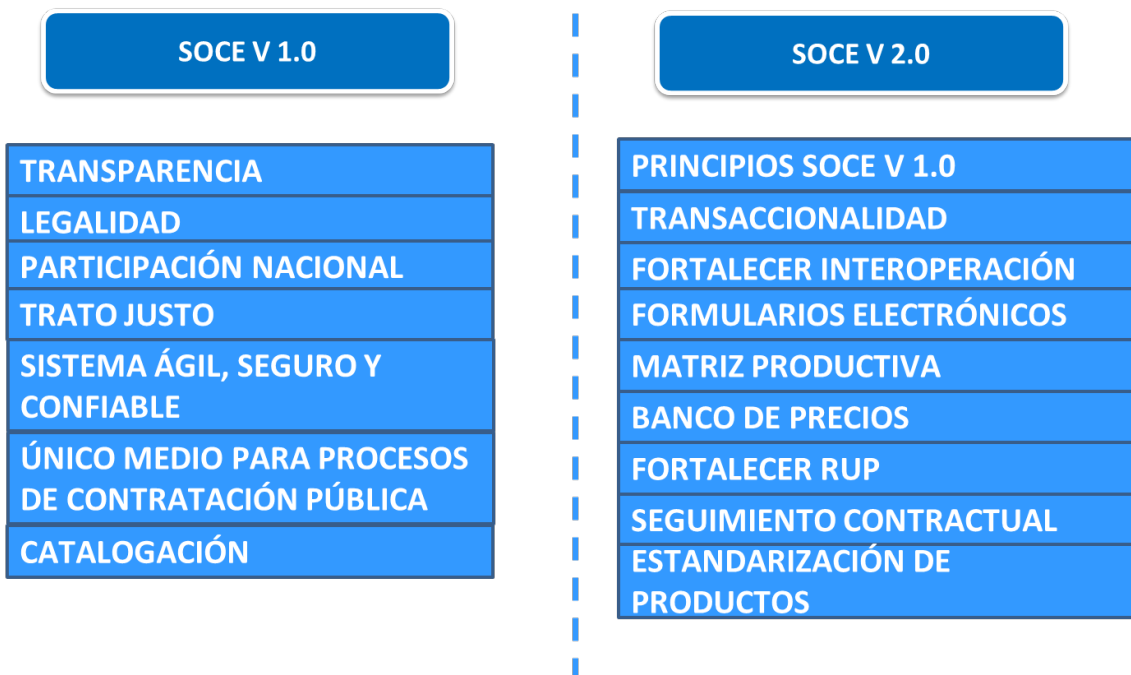 SOCE V 1.0
TRANSPARENCIA
LEGALIDAD
PARTICIPACIÓN NACIONAL
TRATO JUSTO
SISTEMA ÁGIL, SEGURO Y
CONFIABLE
ÚNICO MEDIO PARA PROCESOS
DE CONTRATACIÓN PÚBLICA
CATALOGACIÓN
SOCE V 2.0
PRINCIPIOS SOCE V 1.0
TRANSACCIONALIDAD
FORTALECER INTEROPERACIÓN
FORMULARIOS ELECTRÓNICOS
MATRIZ PRODUCTIVA
BANCO DE PRECIOS
FORTALECER RUP
SEGUIMIENTO CONTRACTUAL
ESTANDARIZACIÓN DE
PRODUCTOS